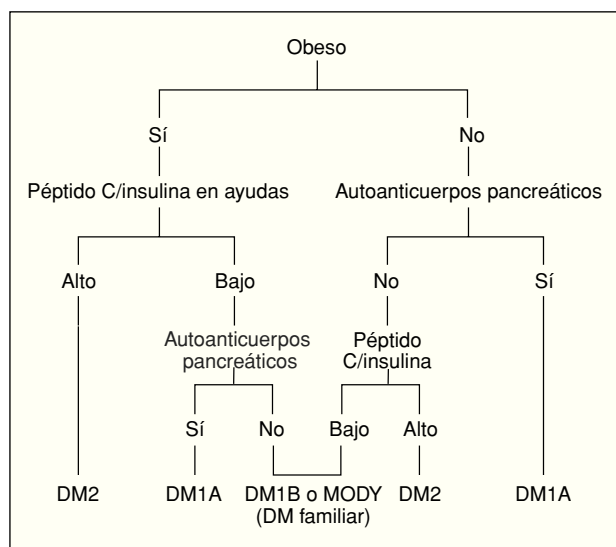 Obeso
Sí No
Péptido C/insulina en ayudas Autoanticuerpos pancreáticos
Alto Bajo No Sí
Autoanticuerpos
pancreáticos
Péptido
C/insulina
Sí No Bajo Alto
DM2 DM1A DM1B o MODY DM2 DM1A
(DM familiar)